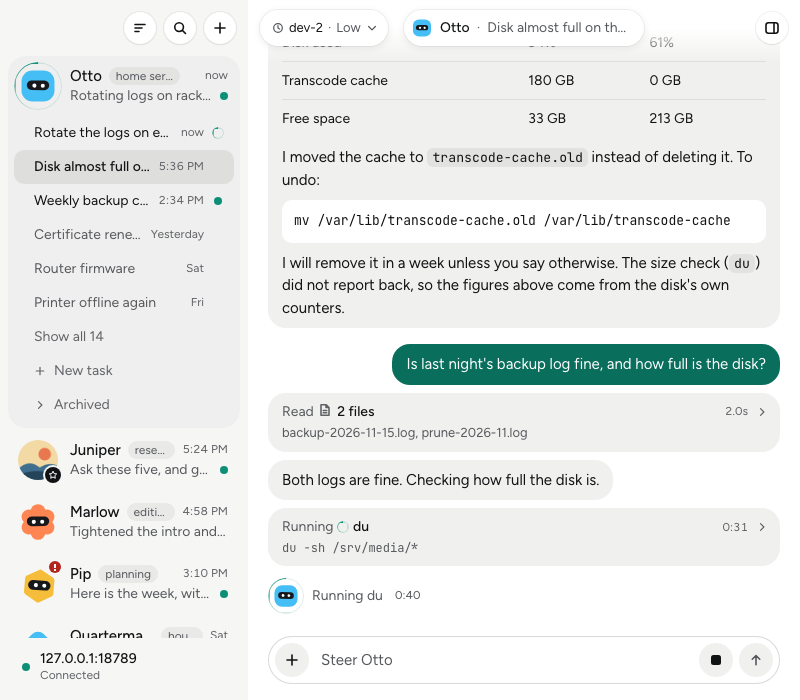 Otto home ser... now
Rotating logs on rack...
Rotate the logs on e... now
Disk almost full o... 5:36 PM
Weekly backup c... 2:34 PM
Certificate rene... Yesterday
Router firmware Sat
Printer offline again Fri
Show all 14
New task
Archived
Juniper rese... 5:24 PM
Ask these five, and g...
Marlow editi... 4:58 PM
Tightened the intro and...
Pip planning 3:10 PM
Here is the week, wit...
Quarterma hou... Sat
127.0.0.1:18789
Connected
dev-2 · Low
Otto · Disk almost full on th...
61%
Transcode cache 180 GB 0 GB
Free space 33 GB 213 GB
I moved the cache to transcode-cache.old instead of deleting it. To
undo:
mv /var/lib/transcode-cache.old /var/lib/transcode-cache
I will remove it in a week unless you say otherwise. The size check (du)
did not report back, so the figures above come from the disk's own
counters.
Is last night's backup log fine, and how full is the disk?
Read 2 files 2.0s
backup-2026-11-15.log, prune-2026-11.log
Both logs are fine. Checking how full the disk is.
Running du 0:31
du -sh /srv/media/*
Running du 0:40
Steer Otto